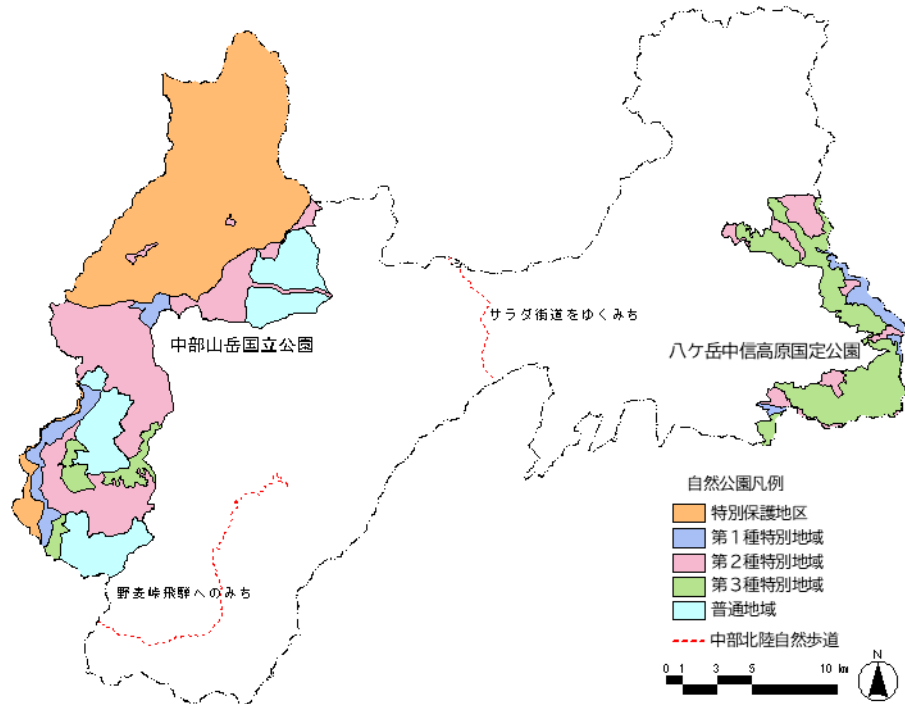 サラダ街道をゆくみち
中部山岳国立公園
八ケ岳中信高原国定公園
野麦峠飛騨へのみち
自然公園凡例
特別保護地区
第1種特別地域
第2種特別地域
第3種特別地域
普通地域
中部北陸自然歩道
0 1 3 5 10 km
N